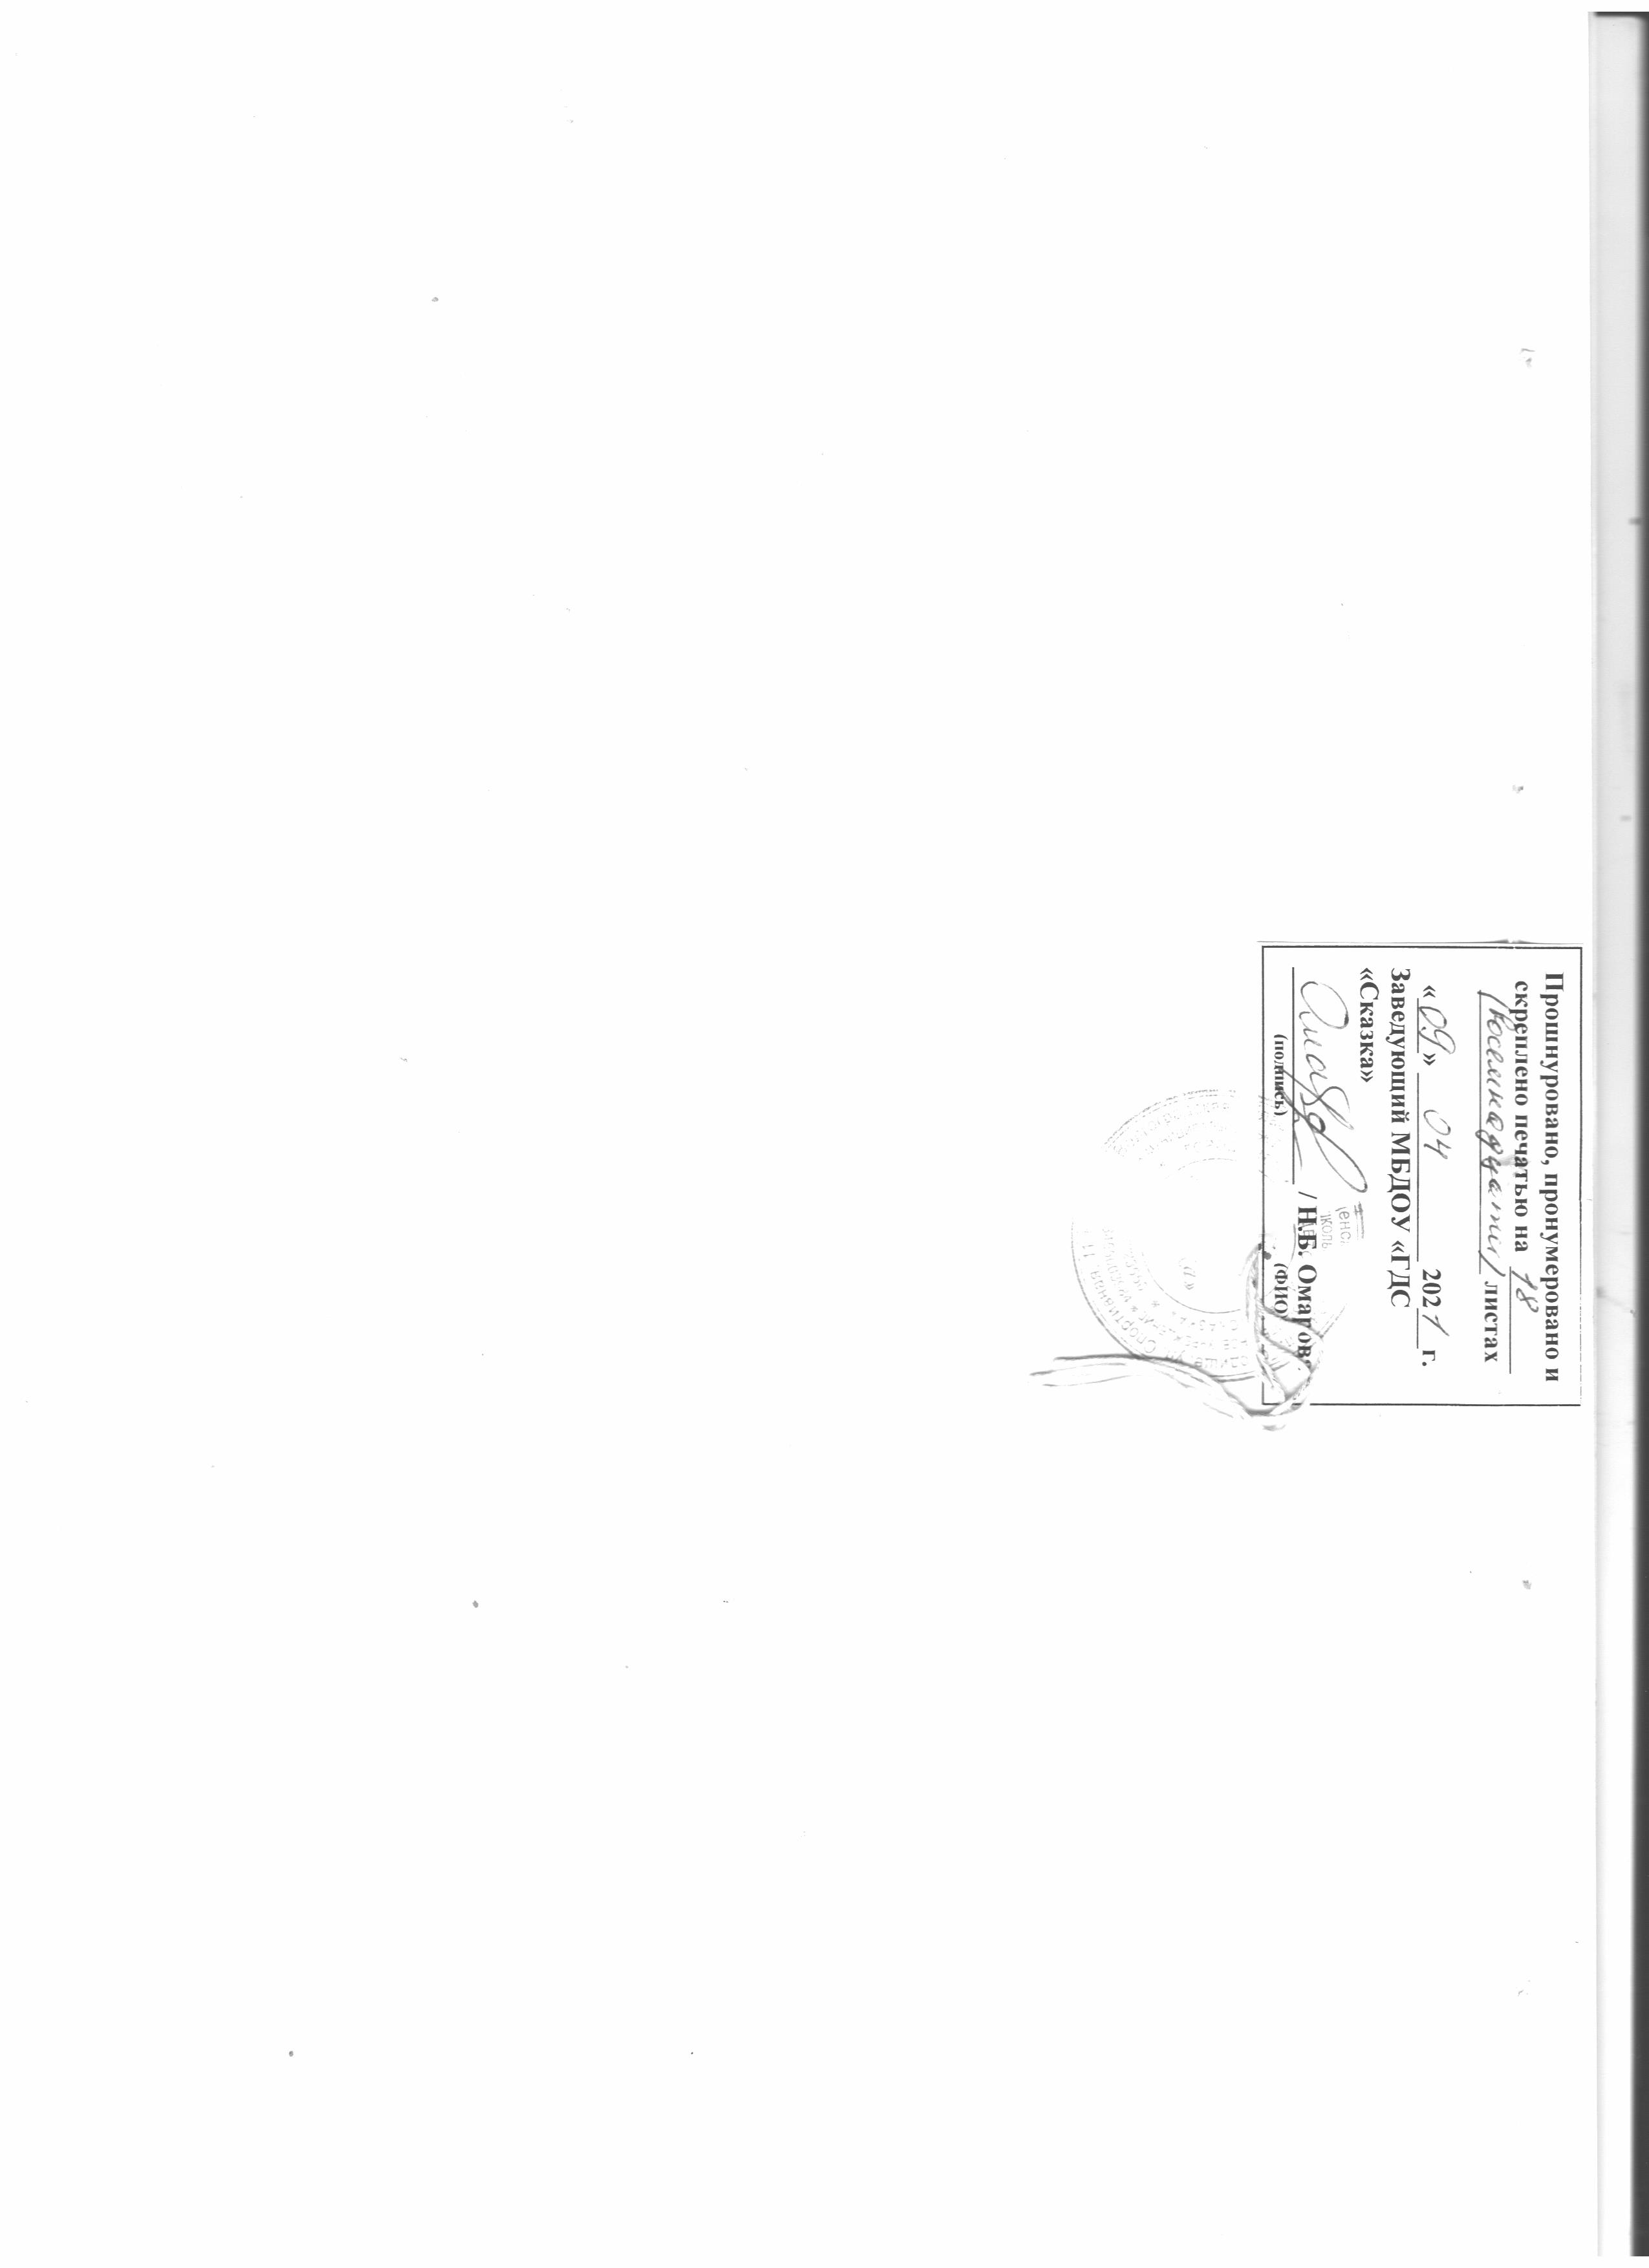 Прошнуровано, пронумеровано и
скреплено печатью на 18
(Восемнадцати) листах
«09» 04 2021 г.
Заведующий МБДОУ «ГДС
«Сказка»
/ Н.Б. Омарова
(подпись) (ФИО)